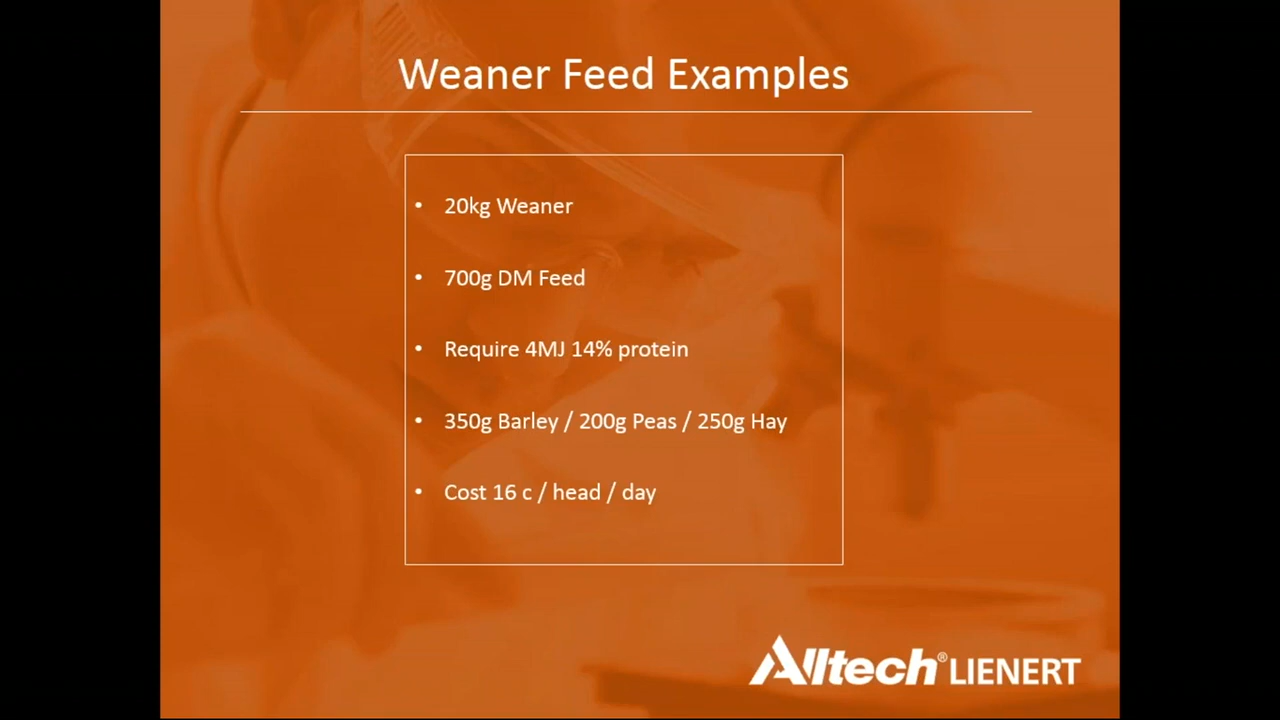 Weaner Feed Examples
• 20kg Weaner
• 700g DM Feed
• Require 4MJ 14% protein
• 350g Barley / 200g Peas / 250g Hay
• Cost 16 c / head / day
Alltech® LIENERT